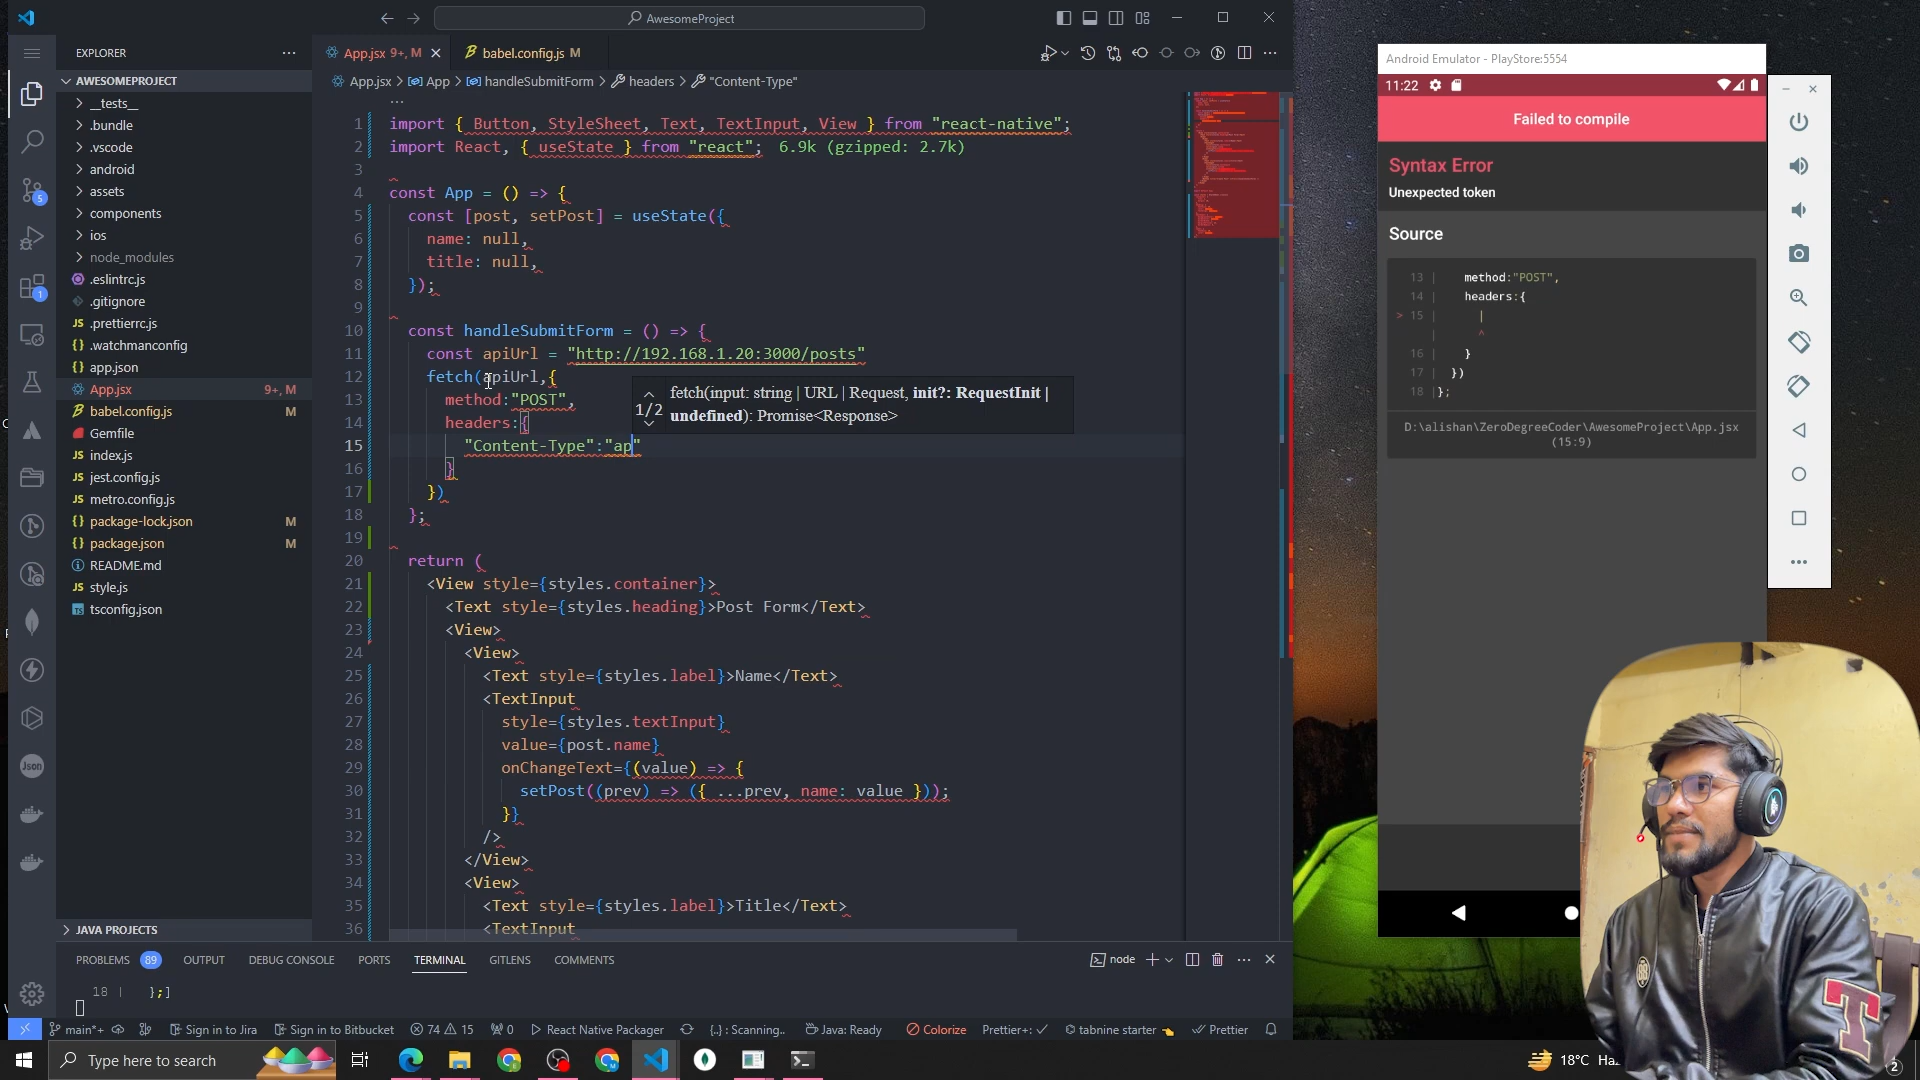 AwesomeProject
EXPLORER
AWESOMEPROJECT
__tests__
.bundle
.vscode
android
assets
components
ios
node_modules
.eslintrc.js
.gitignore
JS .prettierrc.js
.watchmanconfig
app.json
App.jsx 9+, M
babel.config.js M
Gemfile
JS index.js
JS jest.config.js
JS metro.config.js
package-lock.json M
package.json M
README.md
JS style.js
tsconfig.json
JAVA PROJECTS
5
1
Json
App.jsx 9+, M
babel.config.js M
App.jsx > App > handleSubmitForm > headers > "Content-Type"
1 import { Button, StyleSheet, Text, TextInput, View } from "react-native";
2 import React, { useState } from "react"; 6.9k (gzipped: 2.7k)
3
4 const App = () => {
5 const [post, setPost] = useState({
6 name: null,
7 title: null,
8 });
9
10 const handleSubmitForm = () => {
11 const apiUrl = "http://192.168.1.20:3000/posts"
12 fetch(apiUrl,{
13 method:"POST",
14 headers:{
15 "Content-Type":"ap"
16 }
17 })
18 };
19
20 return (
21 <View style={styles.container}>
22 <Text style={styles.heading}>Post Form</Text>
23 <View>
24 <View>
25 <Text style={styles.label}>Name</Text>
26 <TextInput
27 style={styles.textInput}
28 value={post.name}
29 onChangeText={(value) => {
30 setPost((prev) => ({ ...prev, name: value }));
31 }}
32 />
33 </View>
34 <View>
35 <Text style={styles.label}>Title</Text>
36 <TextInput
1/2
fetch(input: string | URL | Request, init?: RequestInit |
undefined): Promise<Response>
PROBLEMS 89 OUTPUT DEBUG CONSOLE PORTS TERMINAL GITLENS COMMENTS
node
18 | };]
main*+ Sign in to Jira Sign in to Bitbucket 74 15 0 React Native Packager {..} : Scanning.. Java: Ready Colorize Prettier+: ✓ tabnine starter Prettier
Type here to search
18°C
2
Android Emulator - PlayStore:5554
11:22
Failed to compile
Syntax Error
Unexpected token
Source
13 | method:"POST",
14 | headers:{
> 15 | |
| ^
16 | }
17 | })
18 | };
D:\alishan\ZeroDegreeCoder\AwesomeProject\App.jsx
(15:9)